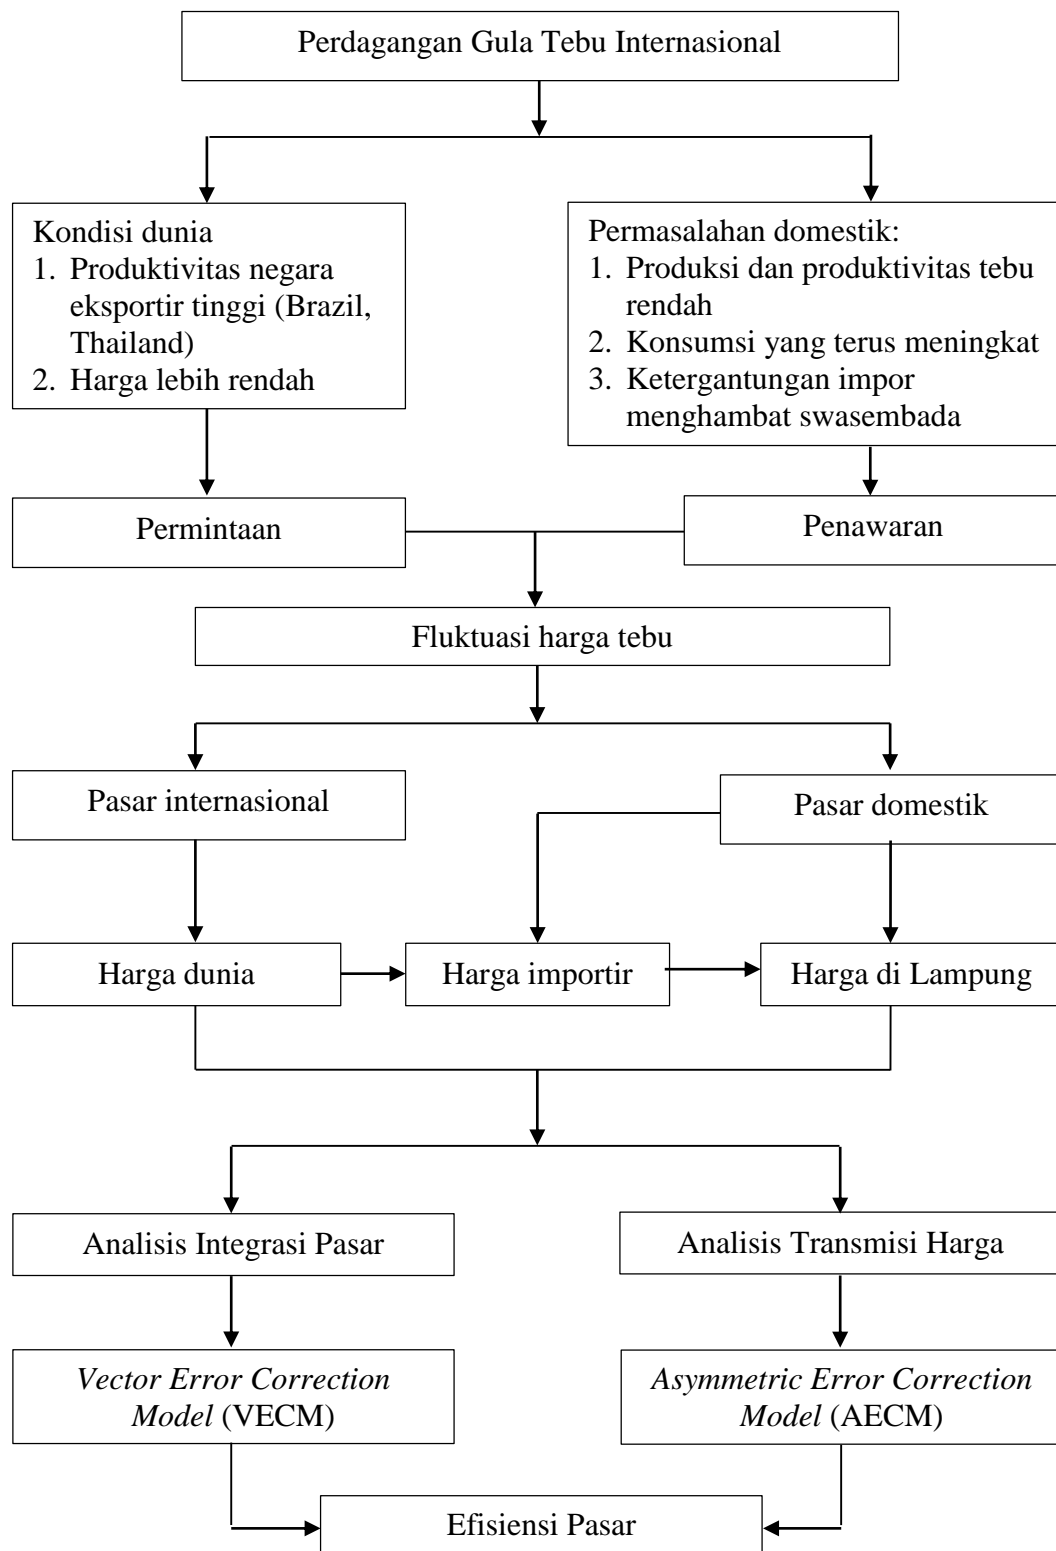 Perdagangan Gula Tebu Internasional
Kondisi dunia
1. Produktivitas negara
eksportir tinggi (Brazil,
Thailand)
2. Harga lebih rendah
Permasalahan domestik:
1. Produksi dan produktivitas tebu
rendah
2. Konsumsi yang terus meningkat
3. Ketergantungan impor
menghambat swasembada
Permintaan
Penawaran
Fluktuasi harga tebu
Pasar internasional
Pasar domestik
Harga dunia
Harga importir
Harga di Lampung
Analisis Integrasi Pasar
Analisis Transmisi Harga
Vector Error Correction
Model (VECM)
Asymmetric Error Correction
Model (AECM)
Efisiensi Pasar